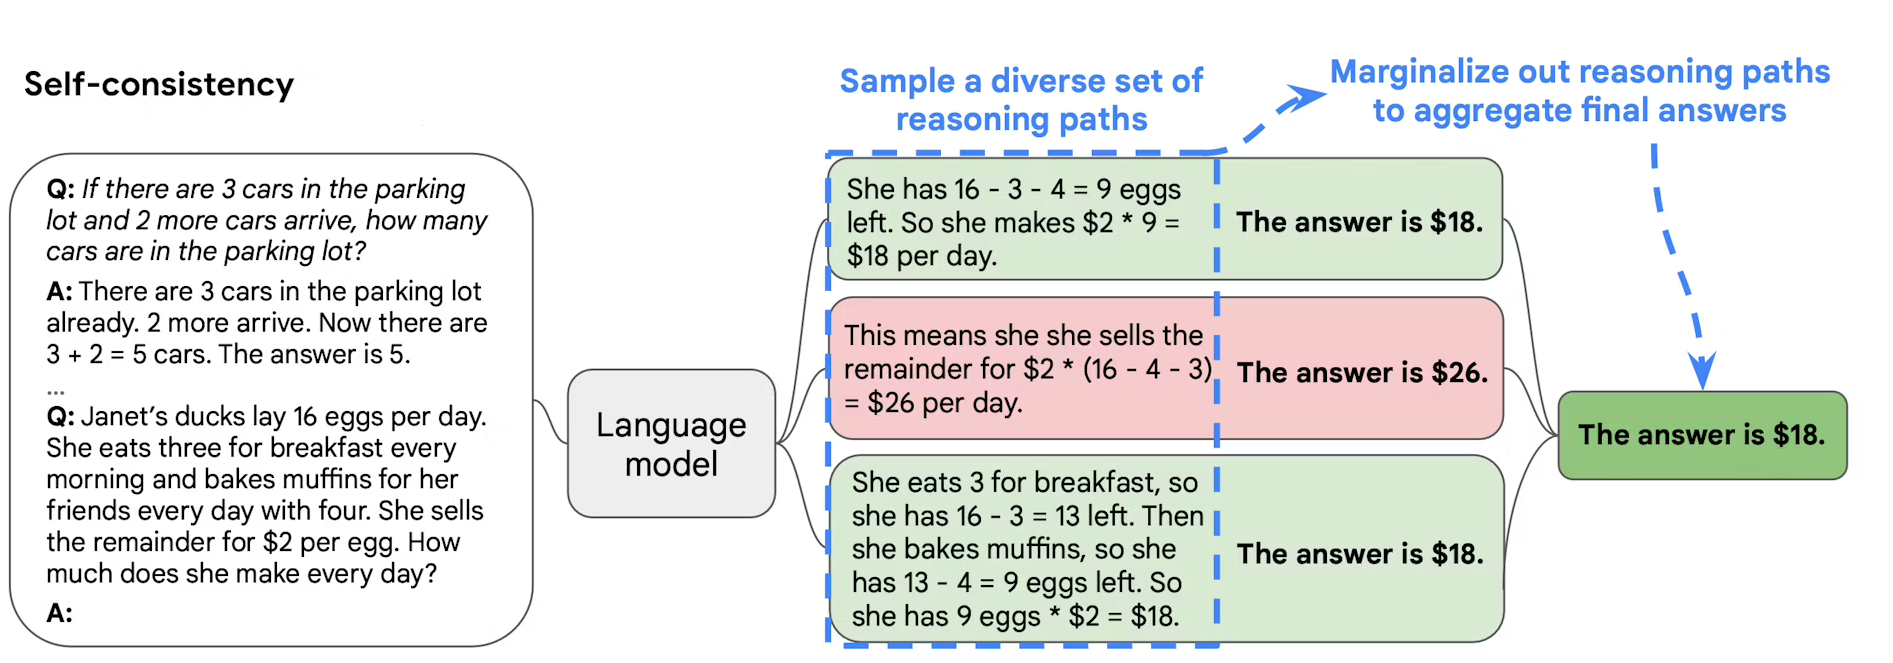 Self-consistency
Sample a diverse set of
reasoning paths
Marginalize out reasoning paths
to aggregate final answers
Q: If there are 3 cars in the parking
lot and 2 more cars arrive, how many
cars are in the parking lot?
A: There are 3 cars in the parking lot
already. 2 more arrive. Now there are
3 + 2 = 5 cars. The answer is 5.
...
Q: Janet’s ducks lay 16 eggs per day.
She eats three for breakfast every
morning and bakes muffins for her
friends every day with four. She sells
the remainder for $2 per egg. How
much does she make every day?
A:
Language
model
She has 16 - 3 - 4 = 9 eggs
left. So she makes $2 * 9 =
$18 per day.
The answer is $18.
This means she she sells the
remainder for $2 * (16 - 4 - 3)
= $26 per day.
The answer is $26.
She eats 3 for breakfast, so
she has 16 - 3 = 13 left. Then
she bakes muffins, so she
has 13 - 4 = 9 eggs left. So
she has 9 eggs * $2 = $18.
The answer is $18.
The answer is $18.